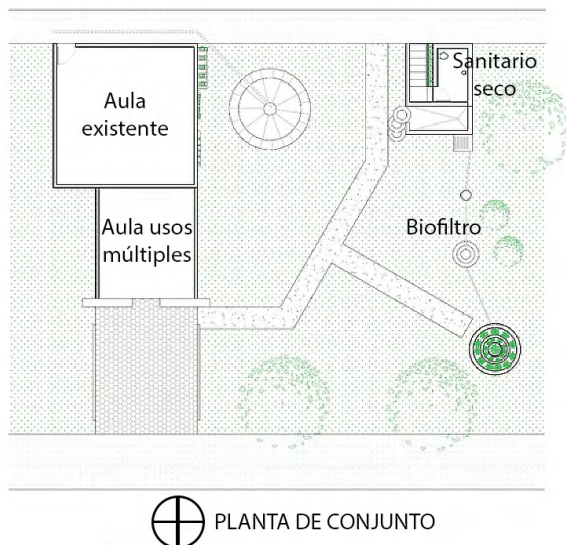 Aula
existente
Sanitario
seco
Aula usos
múltiples
Biofiltro
PLANTA DE CONJUNTO